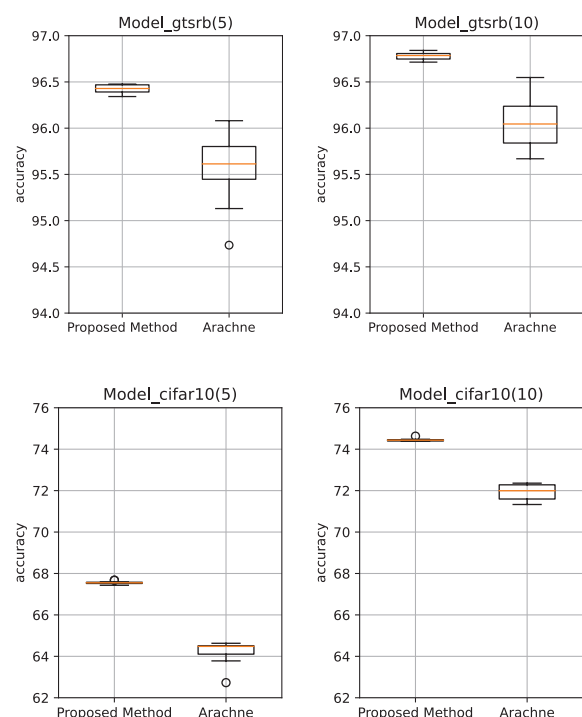 Model_gtsrb(5)
97.0
96.5
96.0
95.5
95.0
94.5
94.0
accuracy
Proposed Method Arachne
Model_gtsrb(10)
97.0
96.5
96.0
95.5
95.0
94.5
94.0
accuracy
Proposed Method Arachne
Model_cifar10(5)
76
74
72
70
68
66
64
62
accuracy
Proposed Method Arachne
Model_cifar10(10)
76
74
72
70
68
66
64
62
accuracy
Proposed Method Arachne